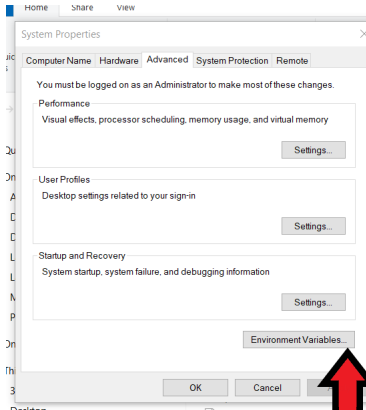 Home Share View
System Properties
Computer Name Hardware Advanced System Protection Remote
You must be logged on as an Administrator to make most of these changes.
Performance
Visual effects, processor scheduling, memory usage, and virtual memory
Settings...
User Profiles
Desktop settings related to your sign-in
Settings...
Startup and Recovery
System startup, system failure, and debugging information
Settings...
Environment Variables...
OK Cancel
Desktop